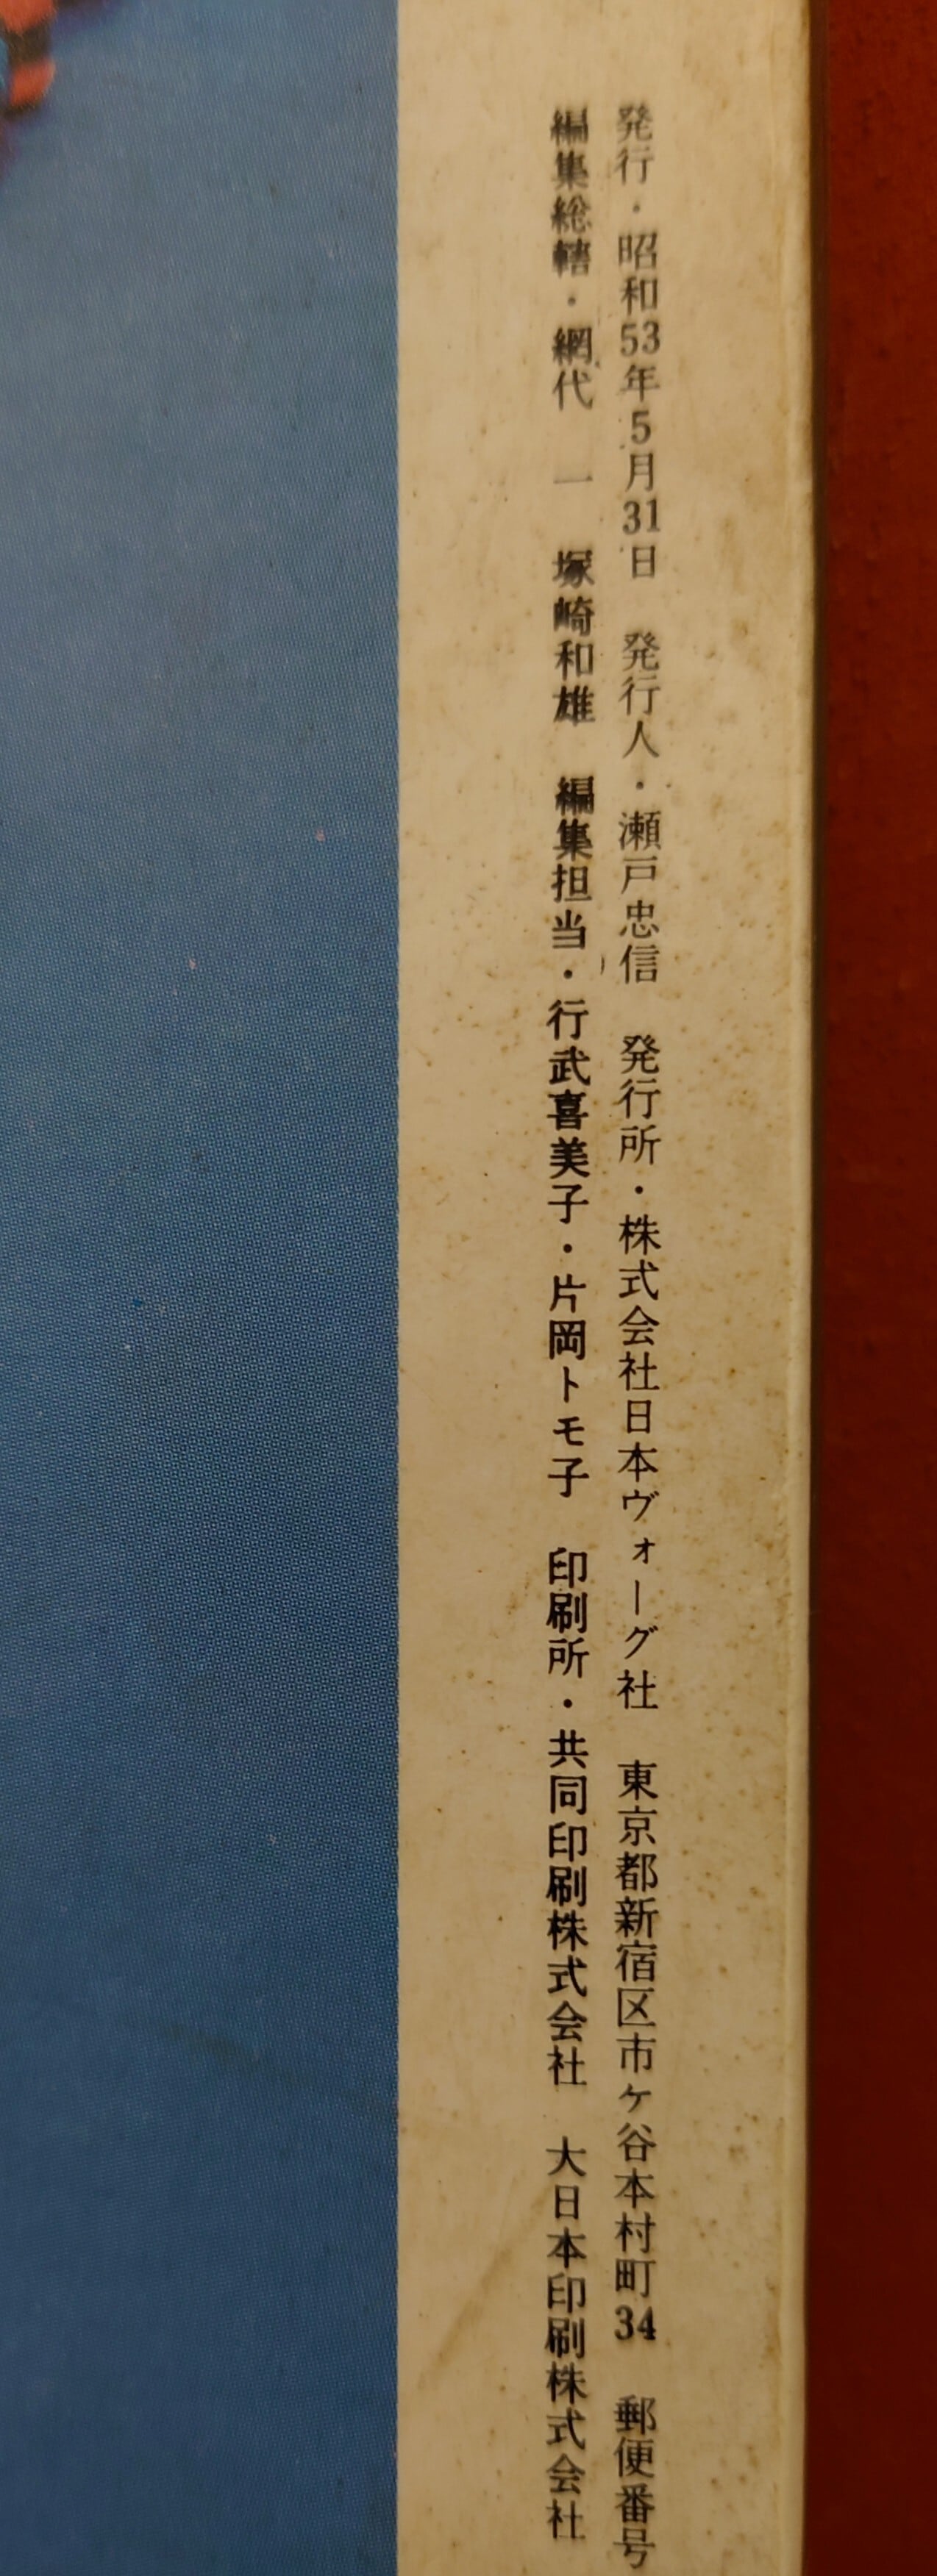 発行・昭和53年5月31日　発行人・瀬戸忠信　発行所・株式会社日本ヴォーグ社　東京都新宿区市ケ谷本村町34　郵便番号
編集総轄・網代　一　塚崎和雄　編集担当・行武喜美子・片岡トモ子　印刷所・共同印刷株式会社　大日本印刷株式会社